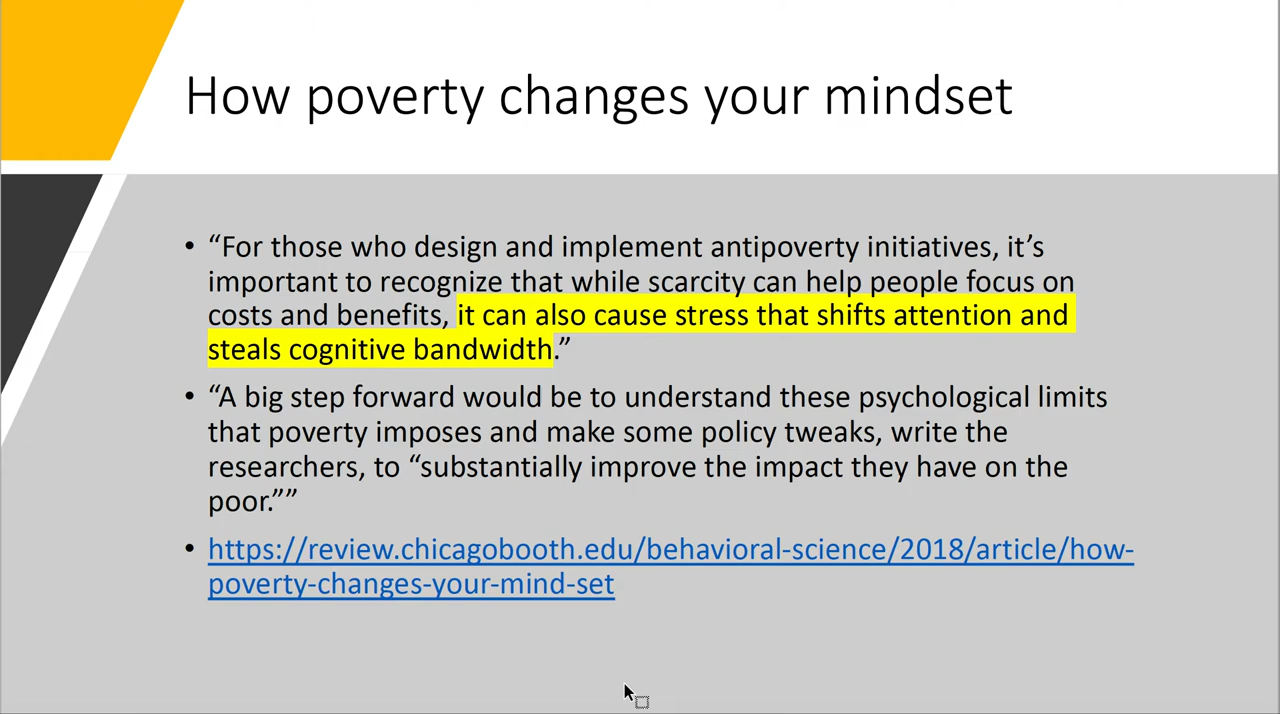 How poverty changes your mindset
• “For those who design and implement antipoverty initiatives, it’s
important to recognize that while scarcity can help people focus on
costs and benefits, it can also cause stress that shifts attention and
steals cognitive bandwidth.”
• “A big step forward would be to understand these psychological limits
that poverty imposes and make some policy tweaks, write the
researchers, to “substantially improve the impact they have on the
poor.””
• https://review.chicagobooth.edu/behavioral-science/2018/article/how-
poverty-changes-your-mind-set